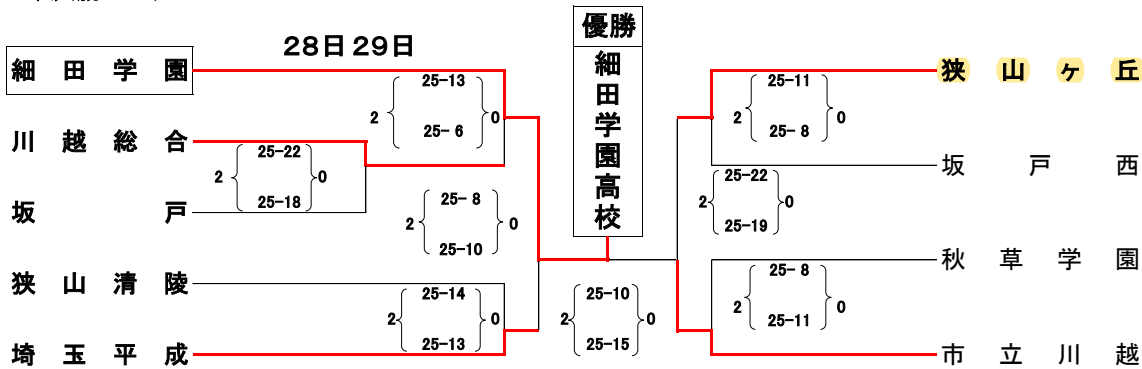 優勝
細田学園高校
28日29日
細田学園
川越総合
坂戸
狭山清陵
埼玉平成
狭山ヶ丘
坂戸西
秋草学園
市立川越
2 25-13 0
25- 6
2 25-22 0
25-18
2 25- 8 0
25-10
2 25-14 0
25-13
2 25-10 0
25-15
2 25-11 0
25- 8
2 25-22 0
25-19
2 25- 8 0
25-11